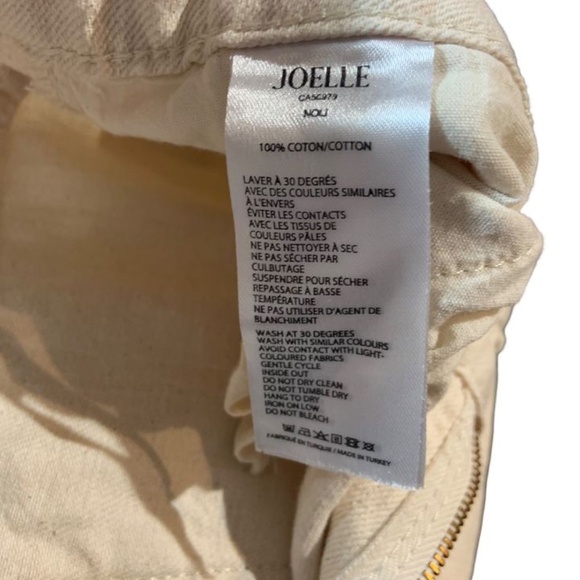 JOELLE
CA56979
NOLI
100% COTON/COTTON
LAVER À 30 DEGRÉS
AVEC DES COULEURS SIMILAIRES
À L'ENVERS
ÉVITER LES CONTACTS
AVEC LES TISSUS DE
COULEURS PÂLES
NE PAS NETTOYER À SEC
NE PAS SÉCHER PAR
CULBUTAGE
SUSPENDRE POUR SÉCHER
REPASSAGE À BASSE
TEMPÉRATURE
NE PAS UTILISER D'AGENT DE
BLANCHIMENT
WASH AT 30 DEGREES
WASH WITH SIMILAR COLOURS
AVOID CONTACT WITH LIGHT-
COLOURED FABRICS
GENTLE CYCLE
INSIDE OUT
DO NOT DRY CLEAN
DO NOT TUMBLE DRY
HANG TO DRY
IRON ON LOW
DO NOT BLEACH
FABRIQUÉ EN TURQUIE / MADE IN TURKEY